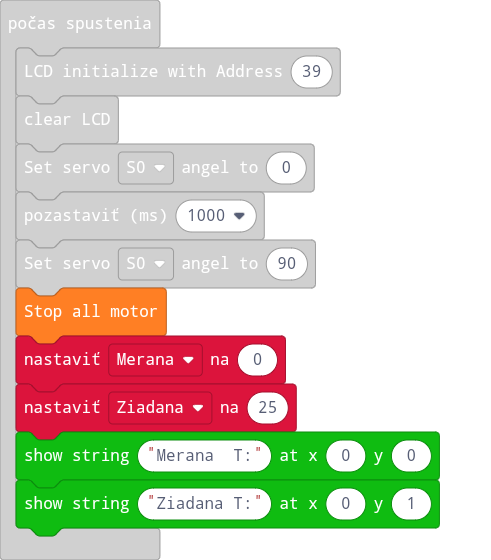 počas spustenia
LCD initialize with Address 39
clear LCD
Set servo S0 angel to 0
pozastaviť (ms) 1000
Set servo S0 angel to 90
Stop all motor
nastaviť Merana na 0
nastaviť Ziadana na 25
show string "Merana  T:" at x 0 y 0
show string "Ziadana T:" at x 0 y 1